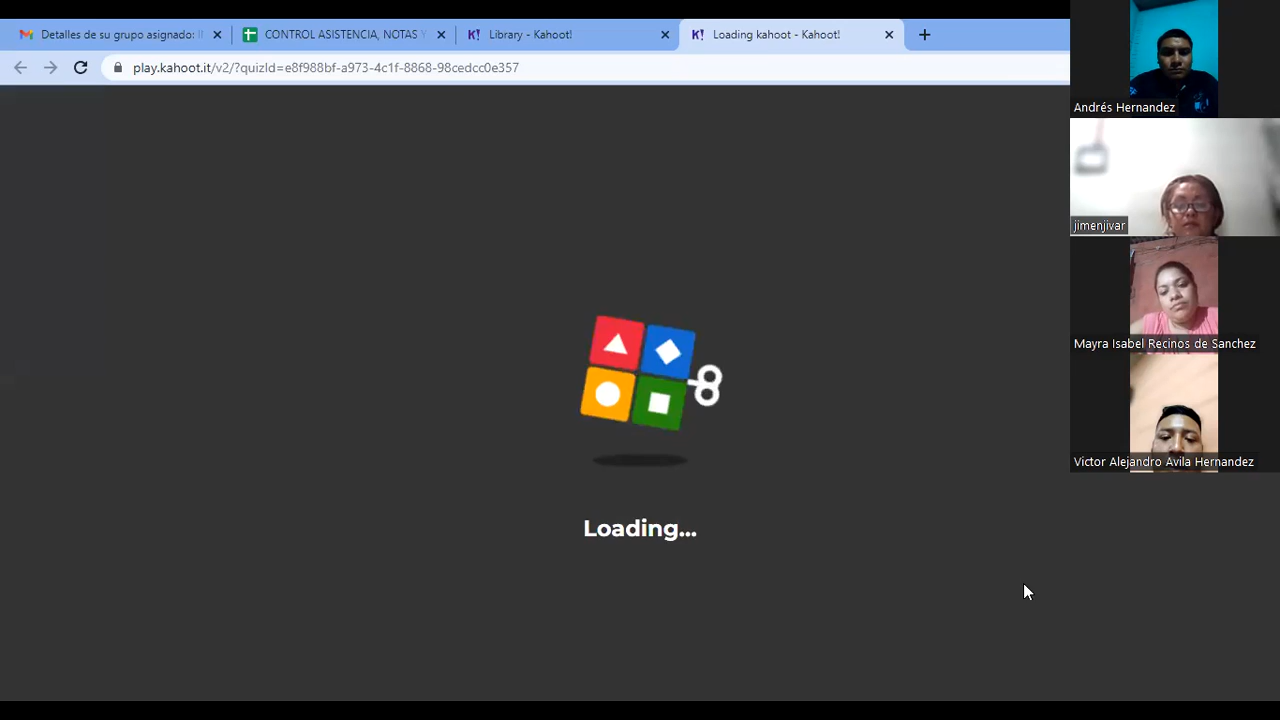 Detalles de su grupo asignado: I
CONTROL ASISTENCIA, NOTAS Y
K! Library - Kahoot!
K! Loading kahoot - Kahoot!
play.kahoot.it/v2/?quizId=e8f988bf-a973-4c1f-8868-98cedcc0e357
Loading...
Andrés Hernandez
jimenjivar
Mayra Isabel Recinos de Sanchez
Victor Alejandro Avila Hernandez